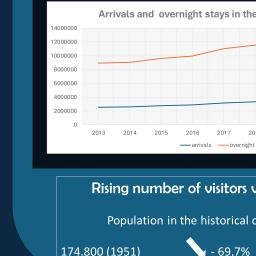 Arrivals and overnight stays in the
14000000
12000000
10000000
8000000
6000000
4000000
2000000
0
2013 2014 2015 2016 2017
arrivals overnight
Rising number of visitors
Population in the historical
174.800 (1951) - 69.7%